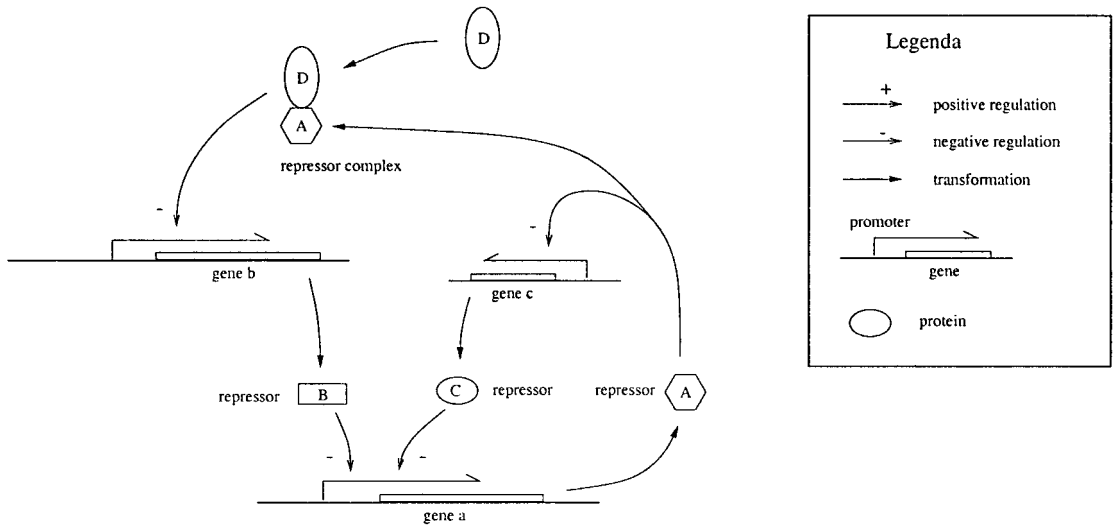 D
D
A
repressor complex
-
gene b
-
gene c
repressor B
C repressor
repressor A
-
-
gene a
Legenda
+
positive regulation
-
negative regulation
transformation
promoter
gene
protein